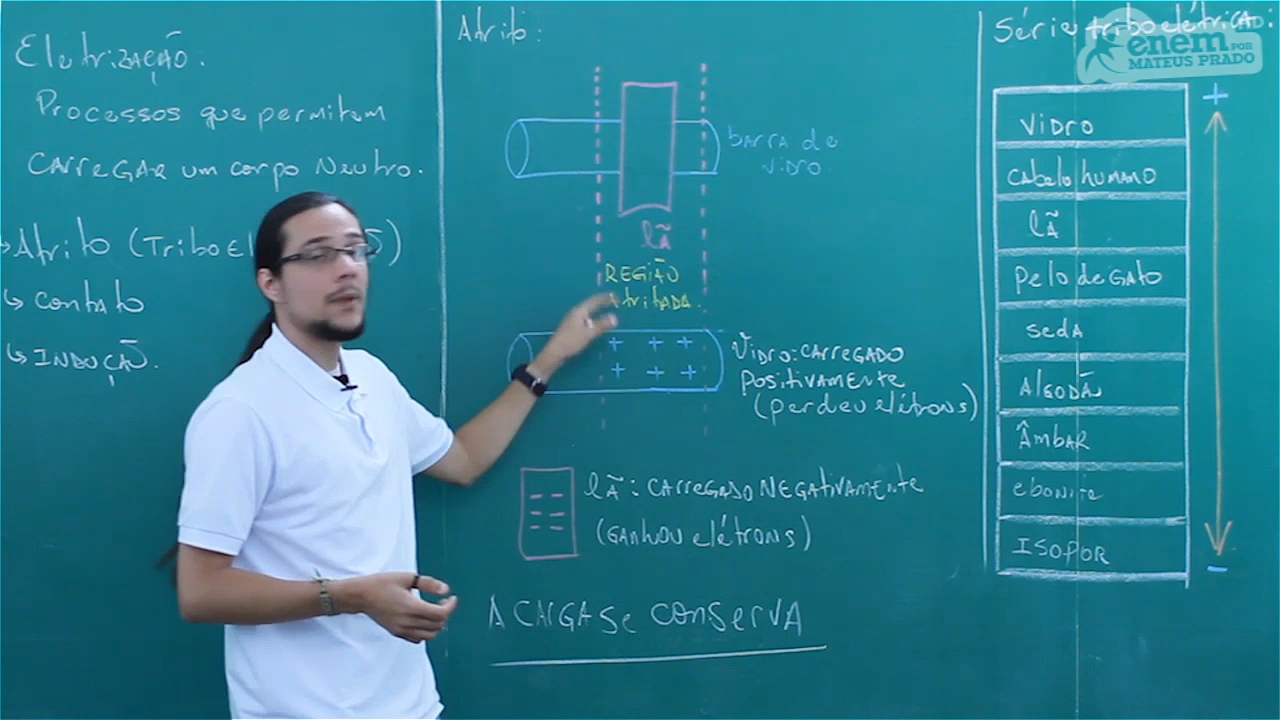 Eletrização.
Processos que permitem
carregar um corpo neutro.
Atrito (
Contato
Indução.
Atrito:
barra de
vidro.
lã
Região
Atritada.
+ + +
+ + +
Vidro: carregado
positivamente
(perdeu elétrons)
lã: carregado negativamente
(ganhou elétrons)
A carga se conserva
Série triboelétrica:
enem
POR
MATEUS PRADO
+
Vidro
Cabelo humano
lã
Pelo de gato
seda
Algodão
Âmbar
ebonite
Isopor
-